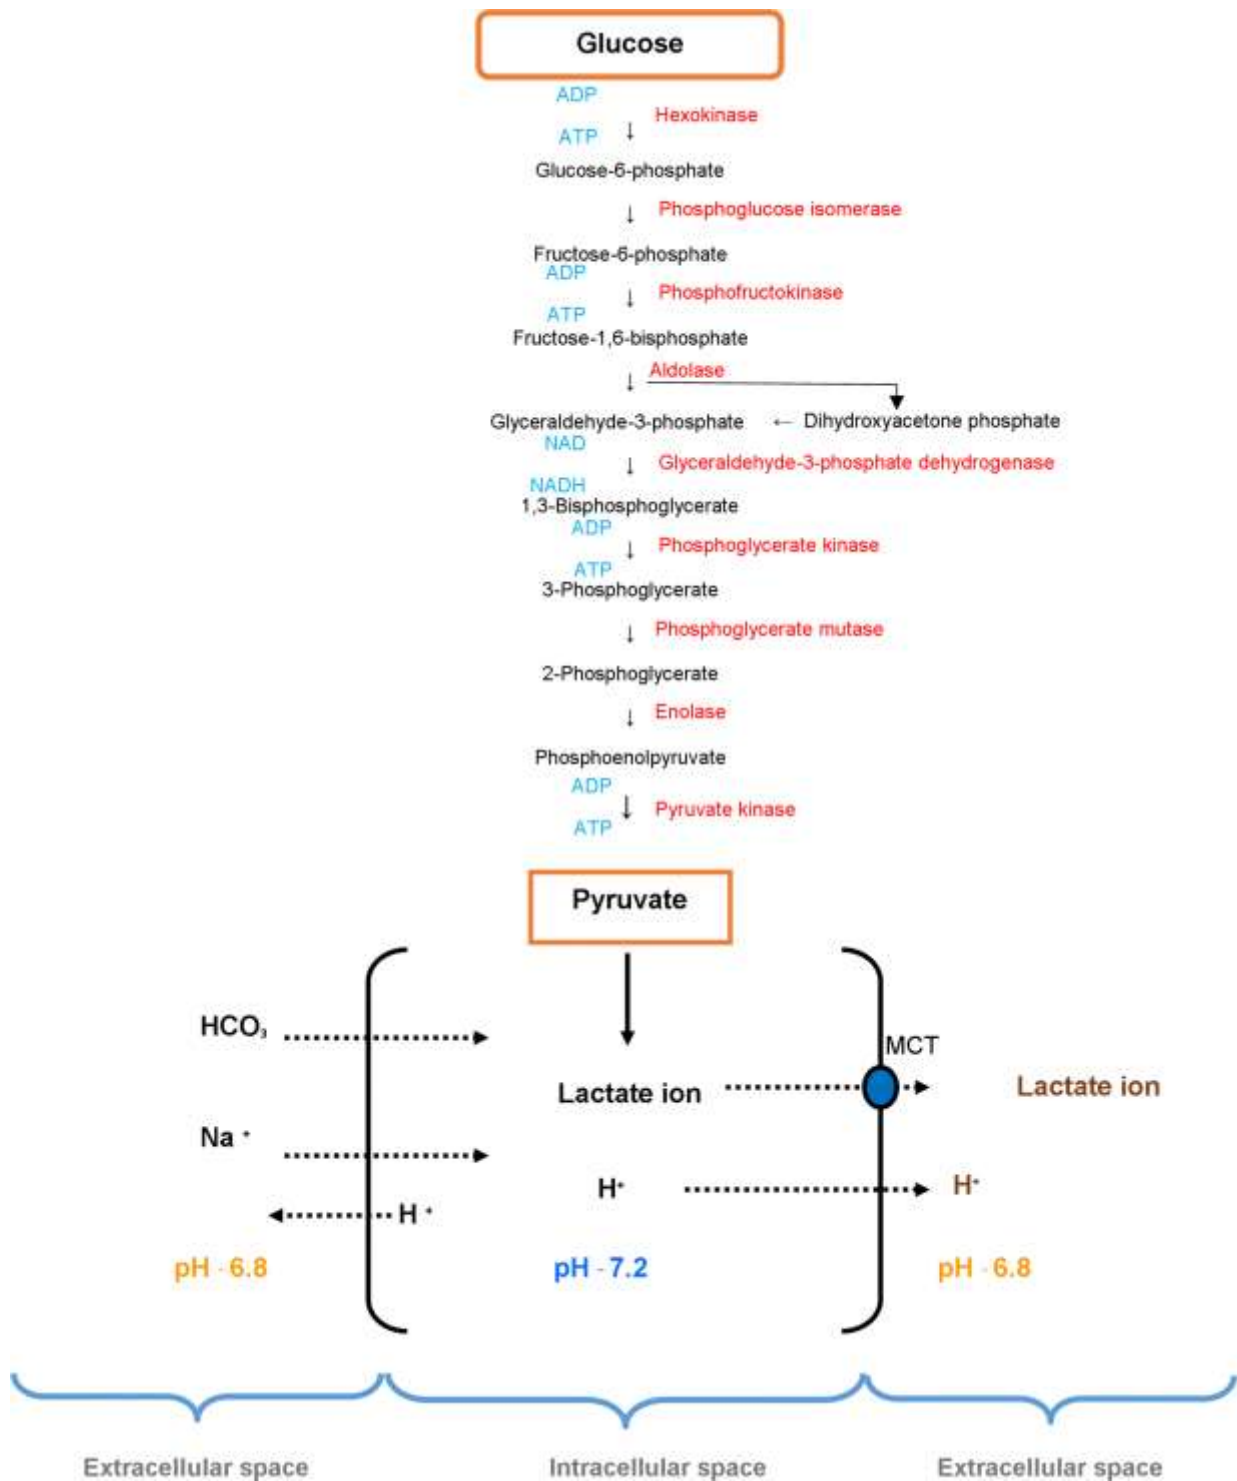 Glucose
ADP
Hexokinase
ATP
Glucose-6-phosphate
Phosphoglucose isomerase
Fructose-6-phosphate
ADP
Phosphofructokinase
ATP
Fructose-1,6-bisphosphate
Aldolase
Glyceraldehyde-3-phosphate ← Dihydroxyacetone phosphate
NAD
Glyceraldehyde-3-phosphate dehydrogenase
NADH
1,3-Bisphosphoglycerate
ADP
Phosphoglycerate kinase
ATP
3-Phosphoglycerate
Phosphoglycerate mutase
2-Phosphoglycerate
Enolase
Phosphoenolpyruvate
ADP
Pyruvate kinase
ATP
Pyruvate
HCO₃
MCT
Lactate ion
Lactate ion
Na⁺
H⁺
H⁺
H⁺
pH - 6.8
pH - 7.2
pH - 6.8
Extracellular space
Intracellular space
Extracellular space